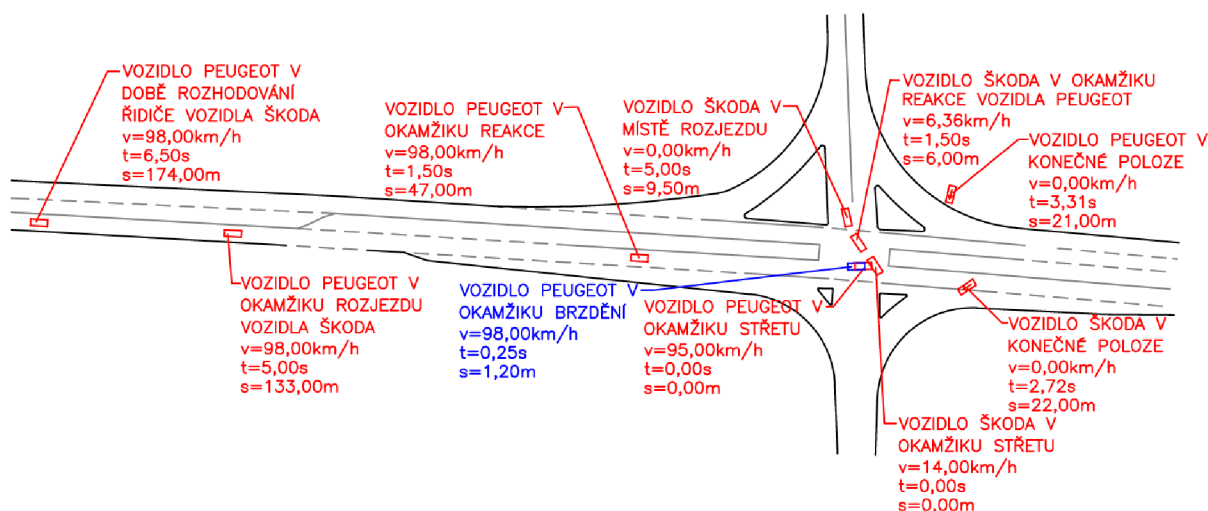 VOZIDLO PEUGEOT V
DOBĚ ROZHODOVÁNÍ
ŘIDIČE VOZIDLA ŠKODA
v=98,00km/h
t=6,50s
s=174,00m
VOZIDLO PEUGEOT V
OKAMŽIKU REAKCE
v=98,00km/h
t=1,50s
s=47,00m
VOZIDLO ŠKODA V
MÍSTĚ ROZJEZDU
v=0,00km/h
t=5,00s
s=9,50m
VOZIDLO ŠKODA V OKAMŽIKU
REAKCE VOZIDLA PEUGEOT
v=6,36km/h
t=1,50s
s=6,00m
VOZIDLO PEUGEOT V
KONEČNÉ POLOZE
v=0,00km/h
t=3,31s
s=21,00m
VOZIDLO PEUGEOT V
OKAMŽIKU ROZJEZDU
VOZIDLA ŠKODA
v=98,00km/h
t=5,00s
s=133,00m
VOZIDLO PEUGEOT V
OKAMŽIKU BRZDĚNÍ
v=98,00km/h
t=0,25s
s=1,20m
VOZIDLO PEUGEOT V
OKAMŽIKU STŘETU
v=95,00km/h
t=0,00s
s=0,00m
VOZIDLO ŠKODA V
KONEČNÉ POLOZE
v=0,00km/h
t=2,72s
s=22,00m
VOZIDLO ŠKODA V
OKAMŽIKU STŘETU
v=14,00km/h
t=0,00s
s=0.00m